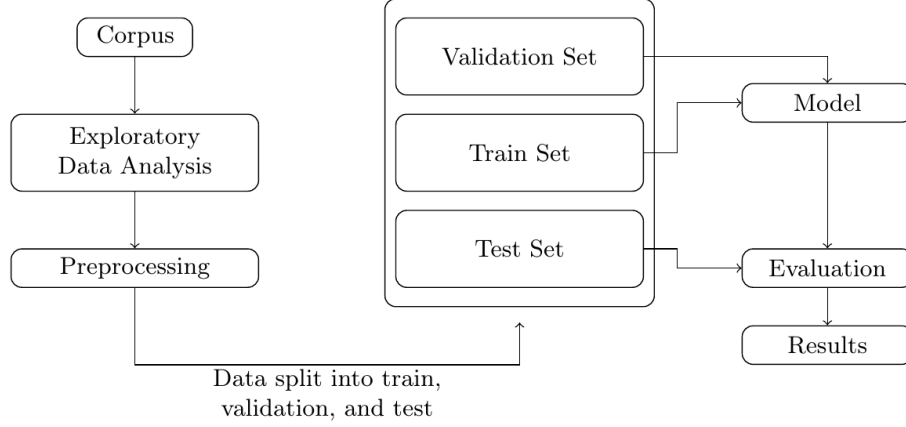 Corpus
Exploratory
Data Analysis
Preprocessing
Data split into train,
validation, and test
Validation Set
Train Set
Test Set
Model
Evaluation
Results